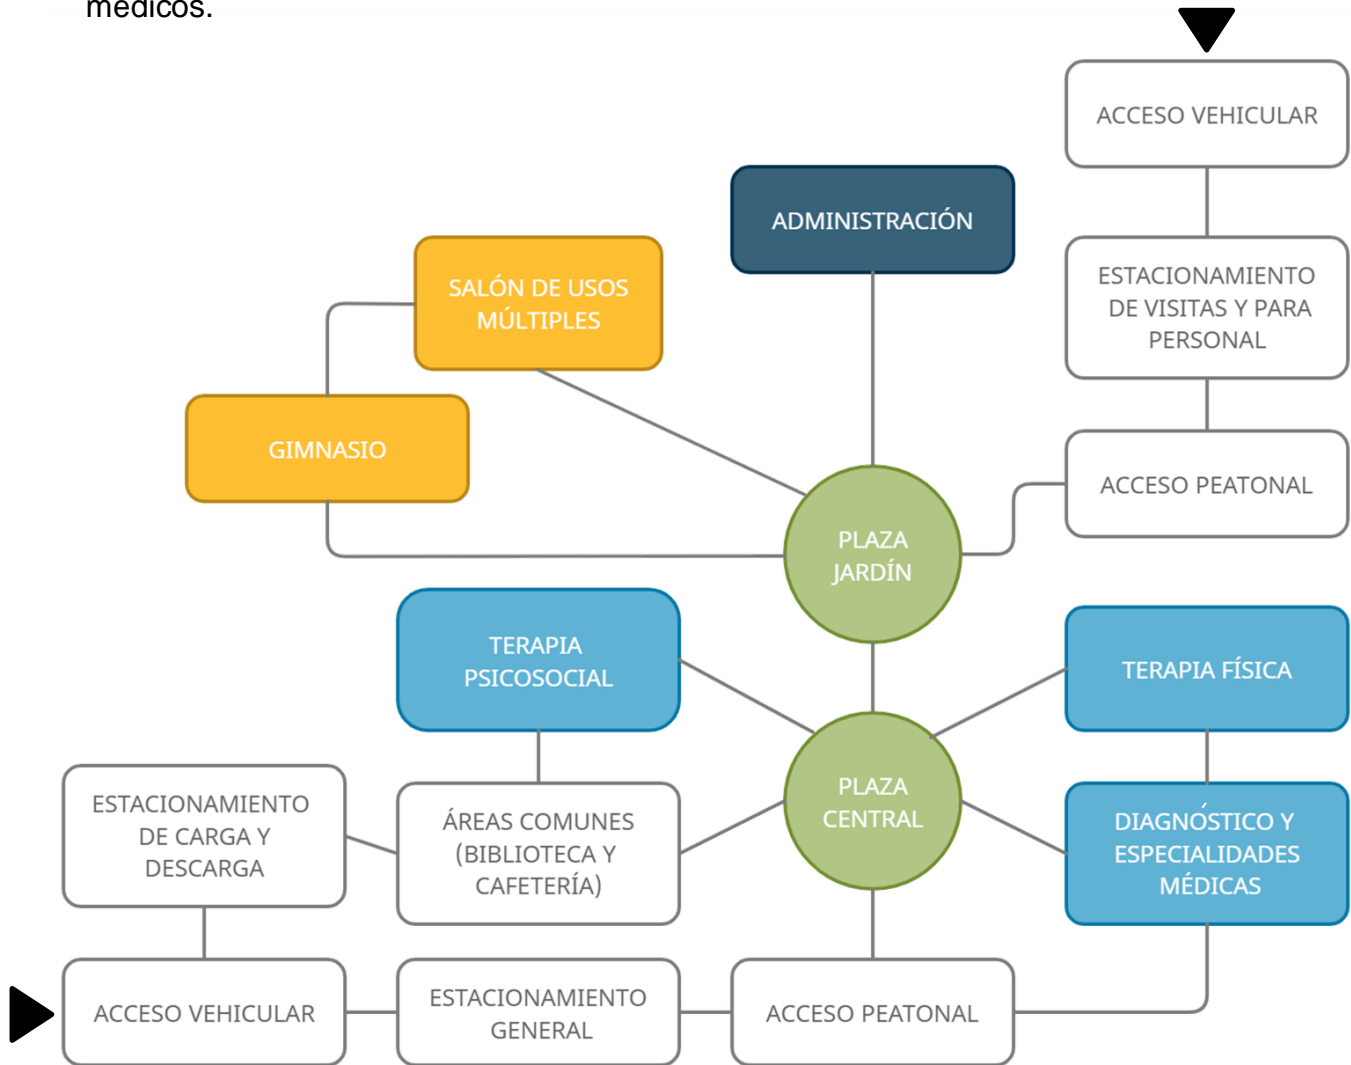 médicos.
ACCESO VEHICULAR
ADMINISTRACIÓN
ESTACIONAMIENTO
DE VISITAS Y PARA
PERSONAL
SALÓN DE USOS
MÚLTIPLES
GIMNASIO
ACCESO PEATONAL
PLAZA
JARDÍN
TERAPIA
PSICOSOCIAL
TERAPIA FÍSICA
PLAZA
CENTRAL
ESTACIONAMIENTO
DE CARGA Y
DESCARGA
ÁREAS COMUNES
(BIBLIOTECA Y
CAFETERÍA)
DIAGNÓSTICO Y
ESPECIALIDADES
MÉDICAS
ACCESO VEHICULAR
ESTACIONAMIENTO
GENERAL
ACCESO PEATONAL